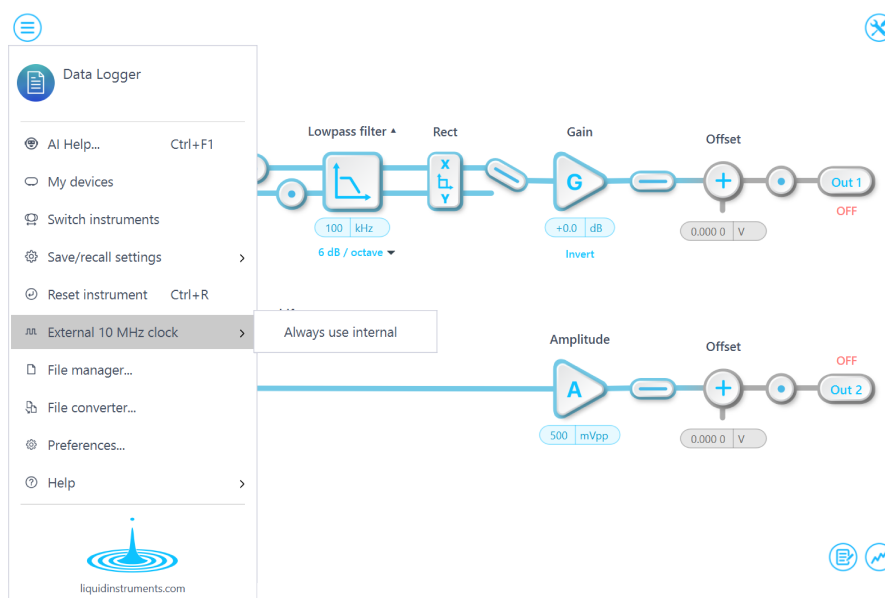 Data Logger
AI Help... Ctrl+F1
My devices
Switch instruments
Save/recall settings
Reset instrument Ctrl+R
External 10 MHz clock
Always use internal
File manager...
File converter...
Preferences...
Help
liquidinstruments.com
Lowpass filter
Rect
Gain
Offset
X
Y
G
Out 1
OFF
100 kHz
+0.0 dB
0.000 0 V
6 dB / octave
Invert
Amplitude
Offset
OFF
A
Out 2
500 mVpp
0.000 0 V